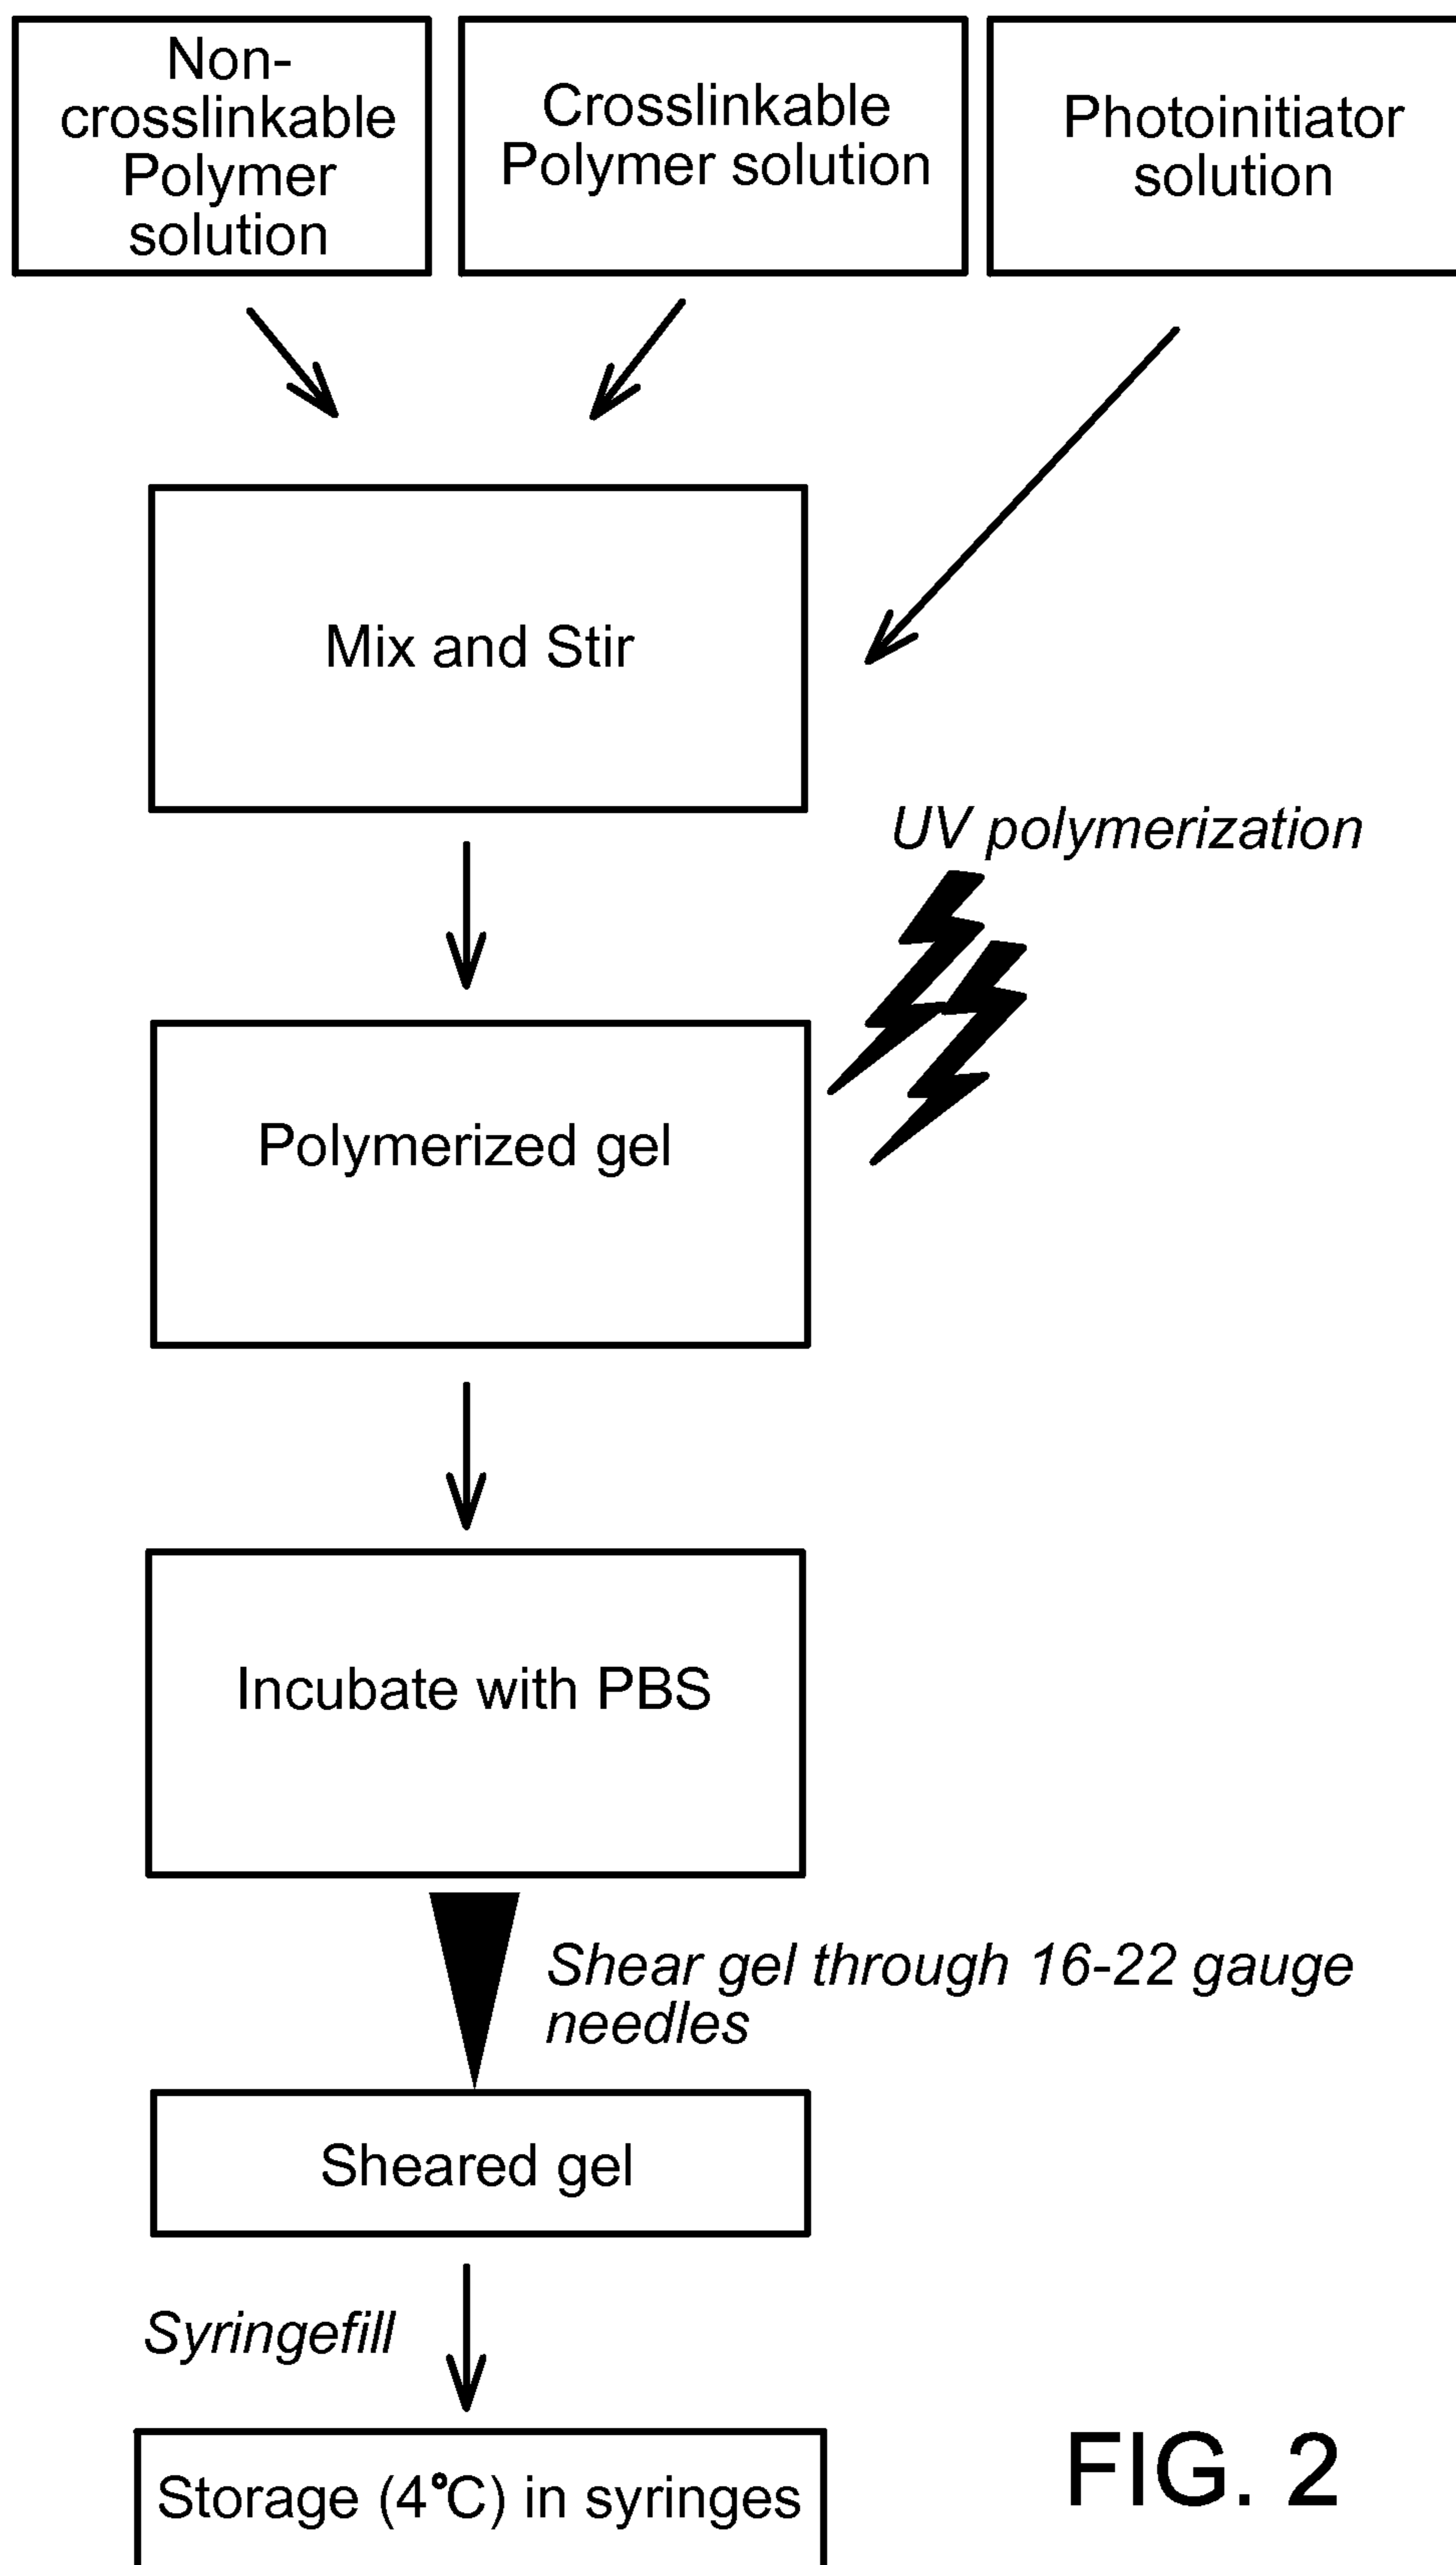 Non-
crosslinkable
Polymer
solution
Crosslinkable
Polymer solution
Photoinitiator
solution
Mix and Stir
UV polymerization
Polymerized gel
Incubate with PBS
Shear gel through 16-22 gauge
needles
Sheared gel
Syringefill
Storage (4°C) in syringes
FIG. 2